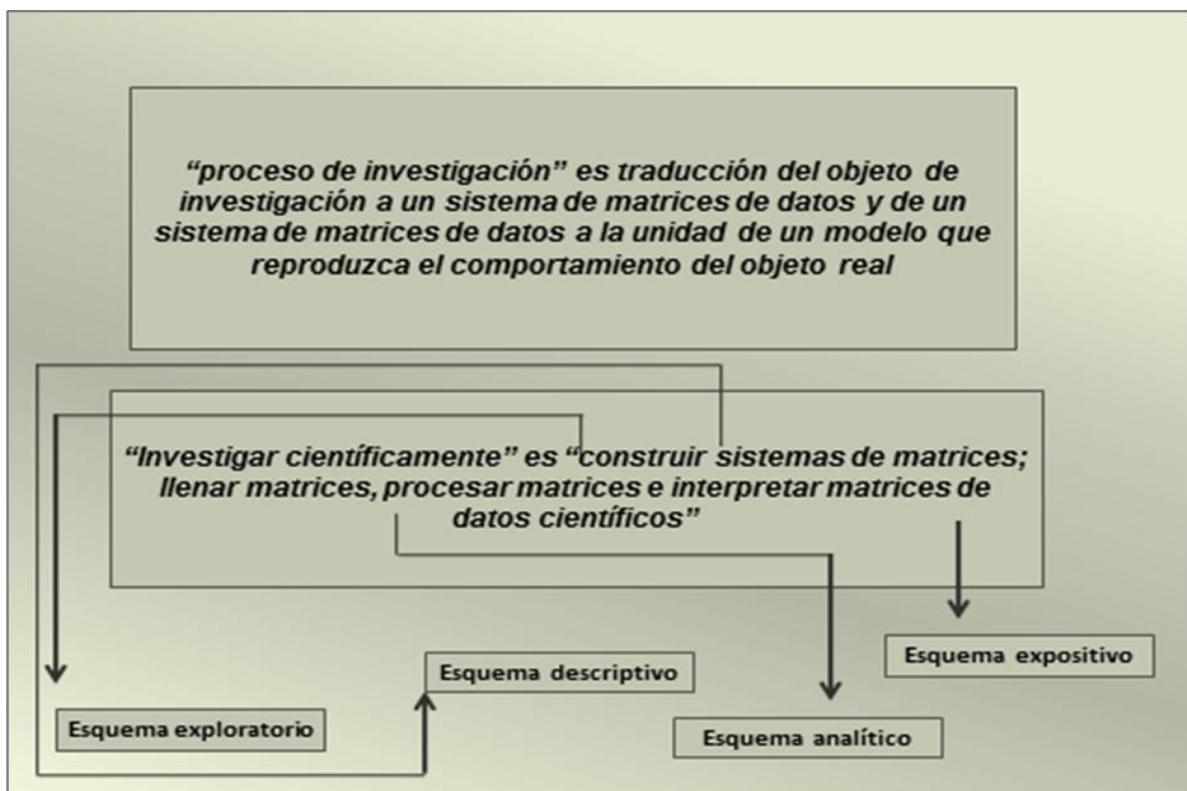 “proceso de investigación” es traducción del objeto de
investigación a un sistema de matrices de datos y de un
sistema de matrices de datos a la unidad de un modelo que
reproduzca el comportamiento del objeto real
“Investigar científicamente” es “construir sistemas de matrices;
llenar matrices, procesar matrices e interpretar matrices de
datos científicos”
Esquema expositivo
Esquema descriptivo
Esquema exploratorio
Esquema analítico